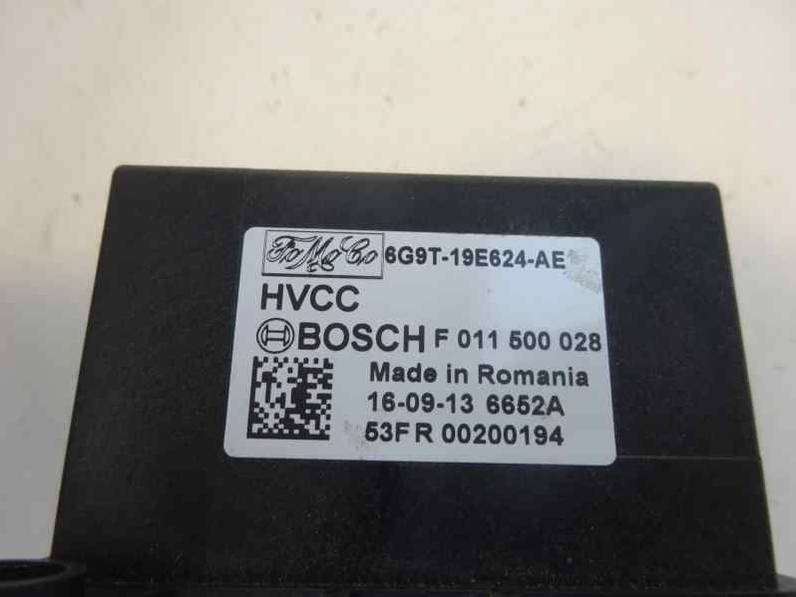 FoMoCo 6G9T-19E624-AE
HVCC
BOSCH F 011 500 028
Made in Romania
16-09-13 6652A
53FR 00200194